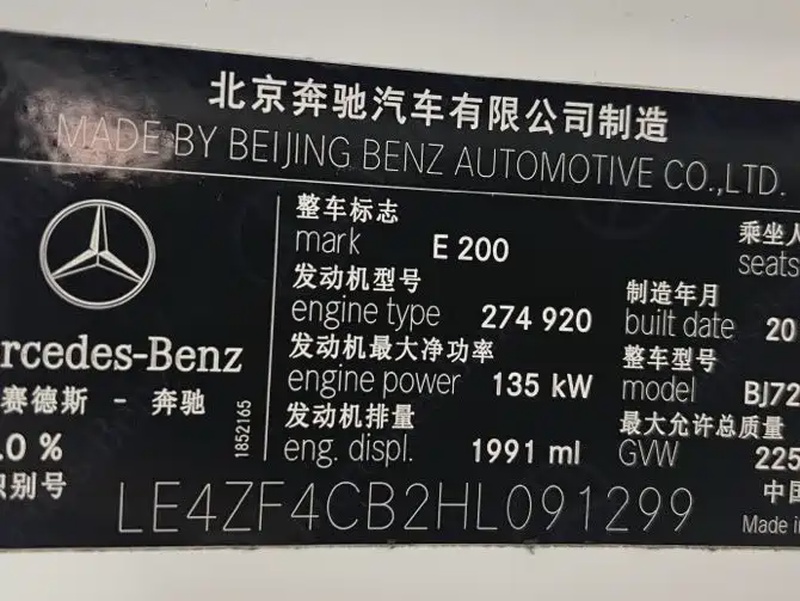 北京奔驰汽车有限公司制造
MADE BY BEIJING BENZ AUTOMOTIVE CO.,LTD.
整车标志
mark E 200
乘坐人
seats
发动机型号
engine type 274 920
制造年月
built date 20
发动机最大净功率
engine power 135 kW
整车型号
model BJ72
发动机排量
eng. displ. 1991 ml
最大允许总质量
GVW 225
rcedes-Benz
赛德斯 - 奔驰
.0 %
1852165
识别号
LE4ZF4CB2HL091299
中国
Made in